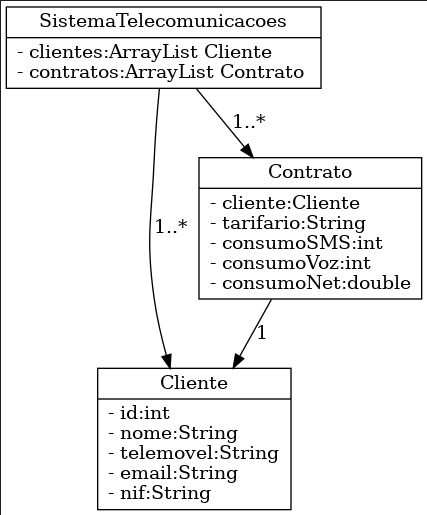 SistemaTelecomunicacoes
- clientes:ArrayList Cliente
- contratos:ArrayList Contrato
1..*
Contrato
- cliente:Cliente
- tarifario:String
- consumoSMS:int
- consumoVoz:int
- consumoNet:double
1..*
1
Cliente
- id:int
- nome:String
- telemovel:String
- email:String
- nif:String